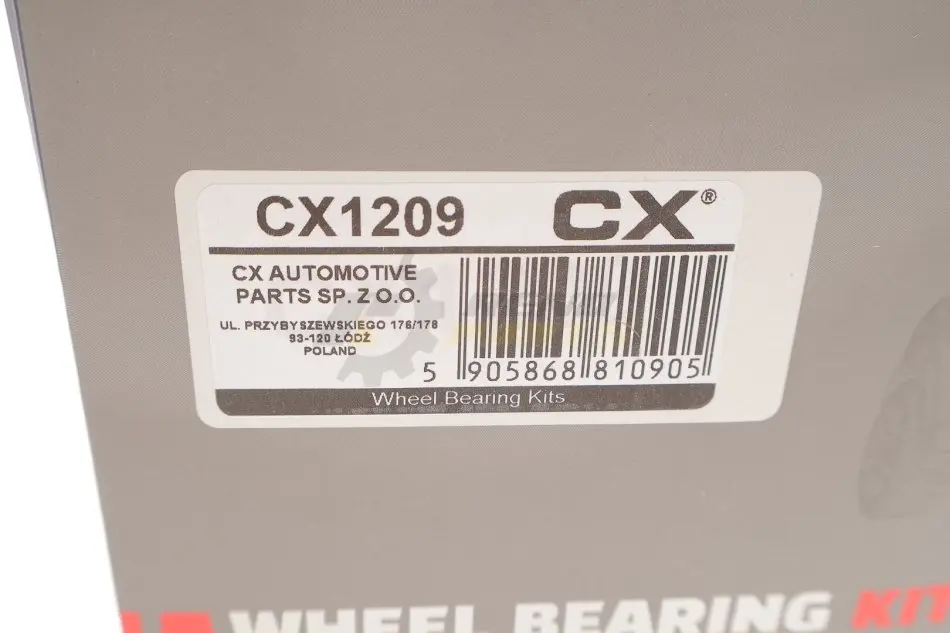 CX1209
CX®
CX AUTOMOTIVE
PARTS SP. Z O.O.
UL. PRZYBYSZEWSKIEGO 176/178
93-120 ŁÓDŹ
POLAND
5 905868 810905
Wheel Bearing Kits
WHEEL BEARING KIT